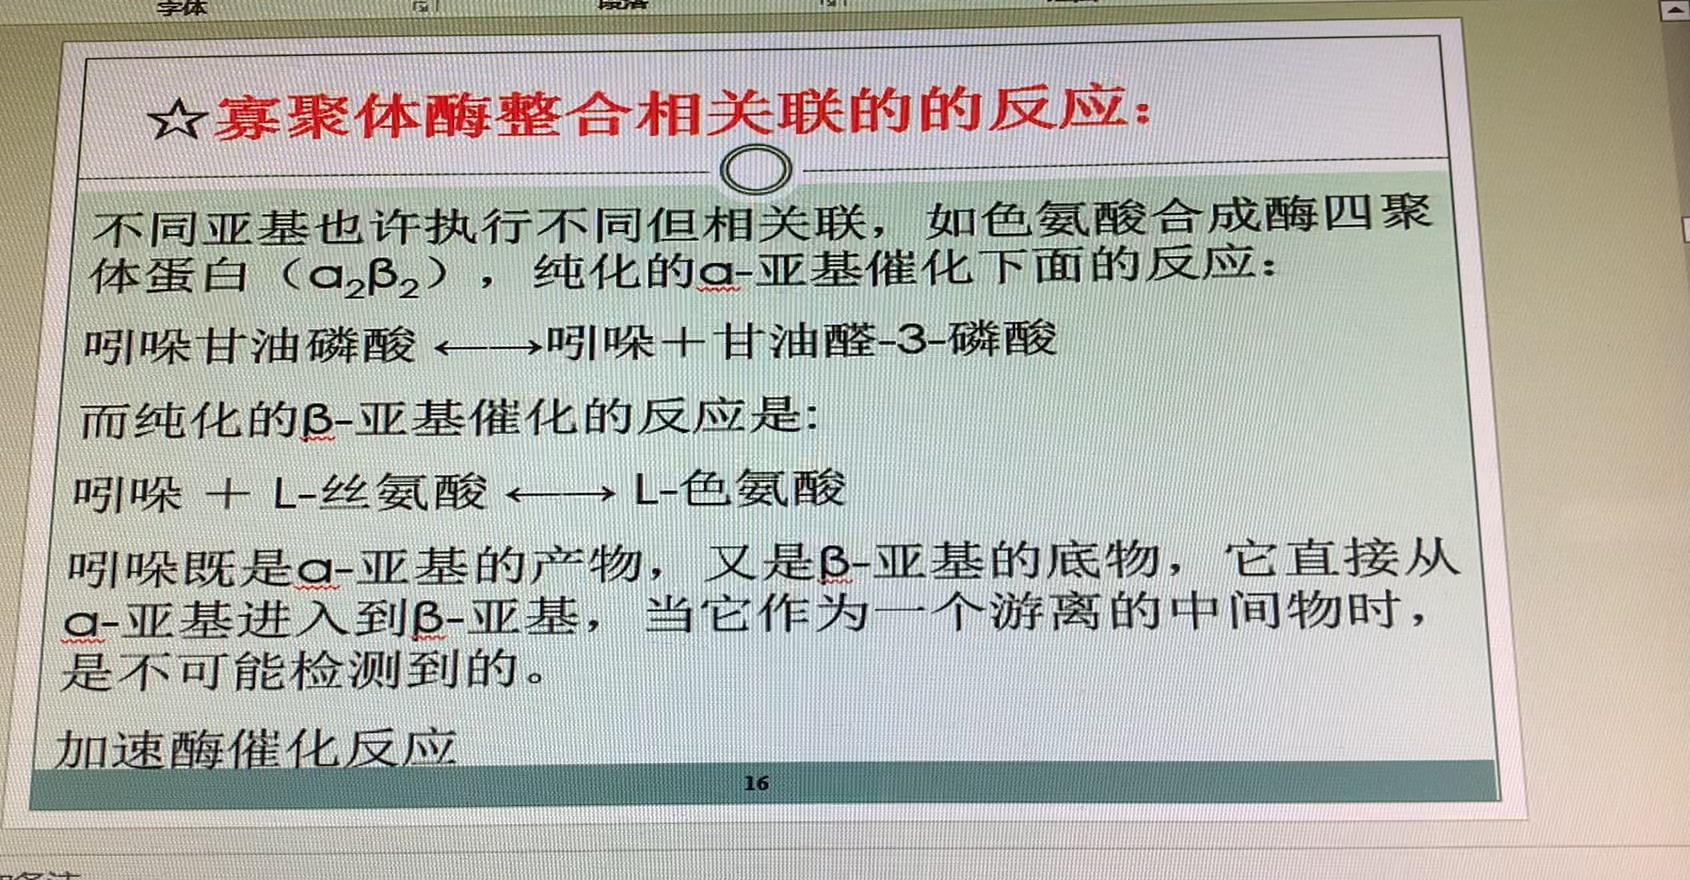 字体
段落
☆寡聚体酶整合相关联的的反应：
不同亚基也许执行不同但相关联，如色氨酸合成酶四聚
体蛋白（α₂β₂），纯化的α-亚基催化下面的反应：
吲哚甘油磷酸 ←→吲哚＋甘油醛-3-磷酸
而纯化的β-亚基催化的反应是：
吲哚 ＋ L-丝氨酸 ←→ L-色氨酸
吲哚既是α-亚基的产物，又是β-亚基的底物，它直接从
α-亚基进入到β-亚基，当它作为一个游离的中间物时，
是不可能检测到的。
加速酶催化反应
16